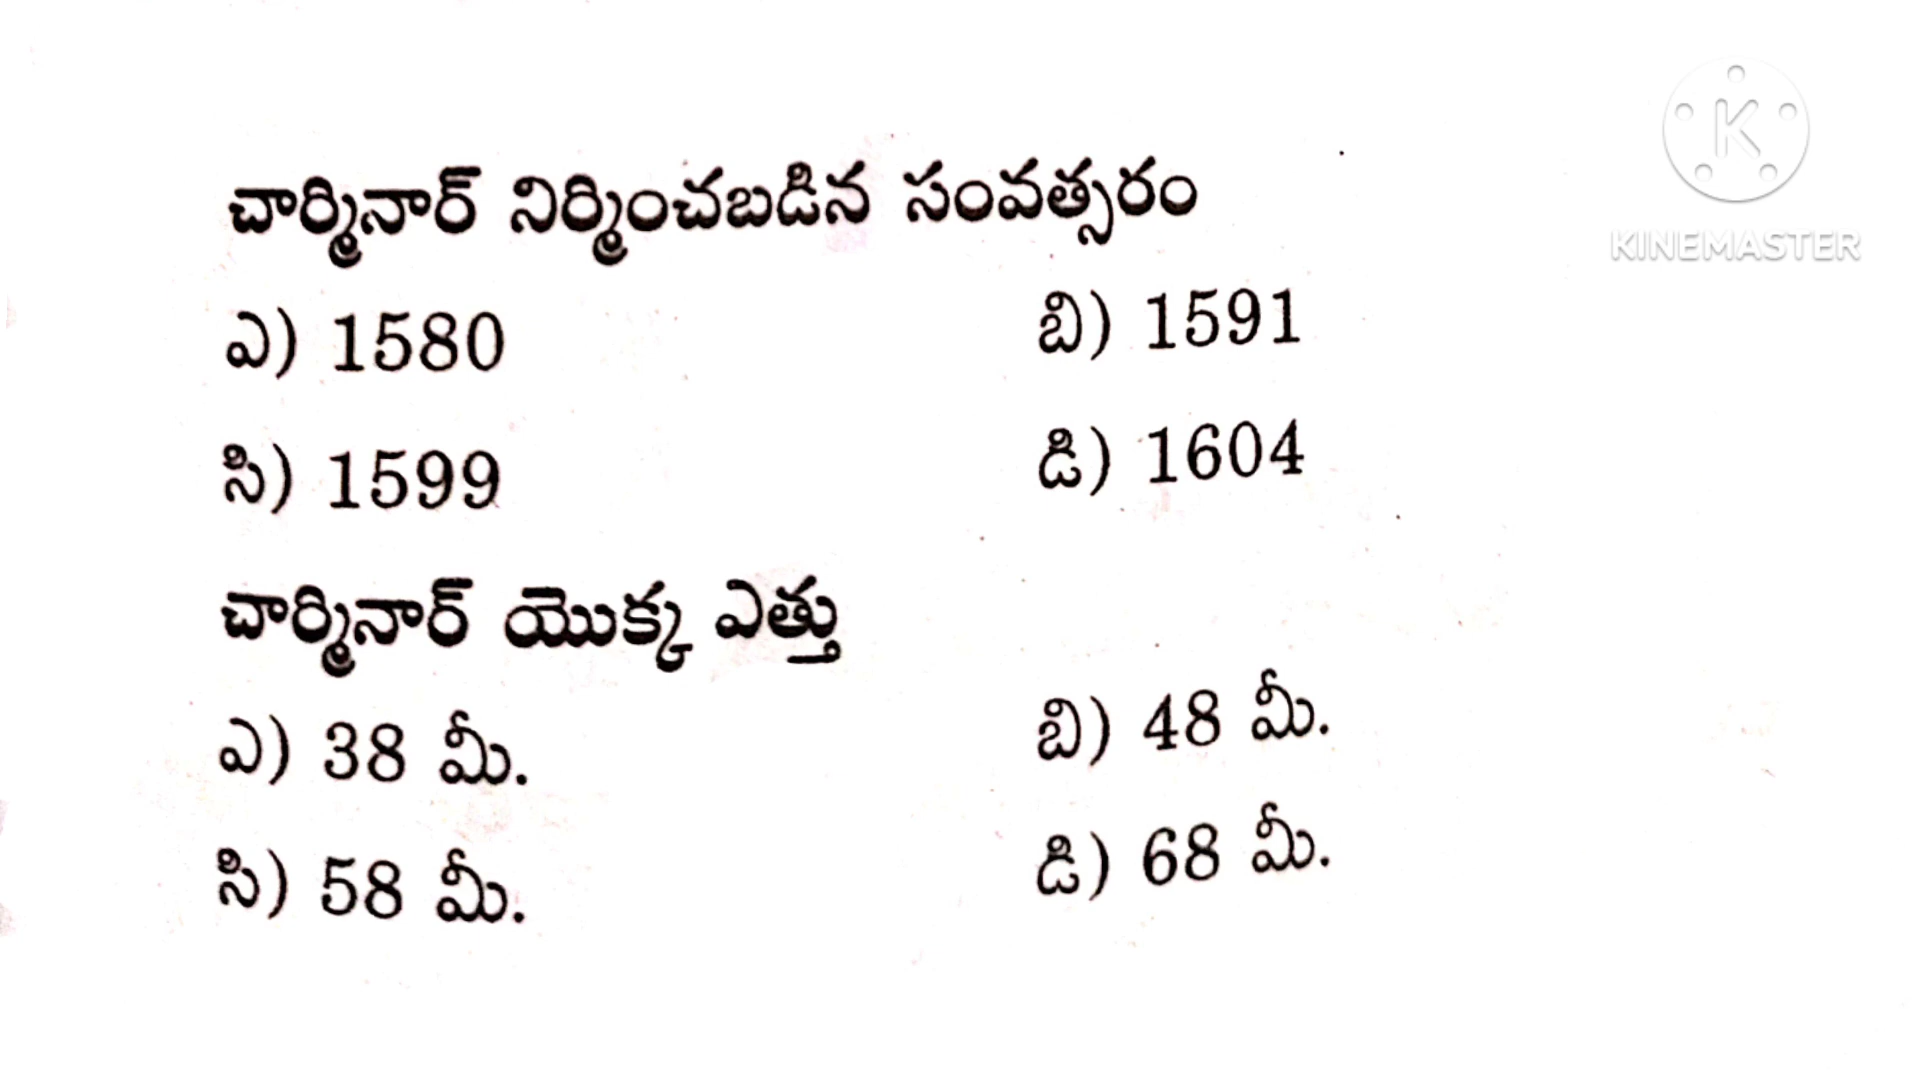 చార్మినార్ నిర్మించబడిన సంవత్సరం
ఎ) 1580 బి) 1591
సి) 1599 డి) 1604
చార్మినార్ యొక్క ఎత్తు
ఎ) 38 మీ. బి) 48 మీ.
సి) 58 మీ. డి) 68 మీ.
K
KINEMASTER